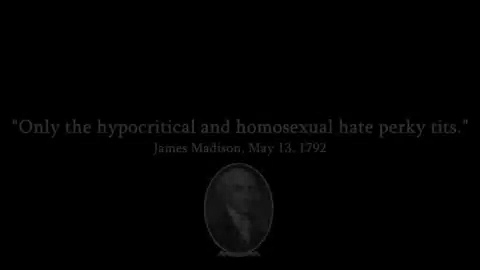 "Only the hypocritical and homosexual hate perky tits."
James Madison, May 13, 1792